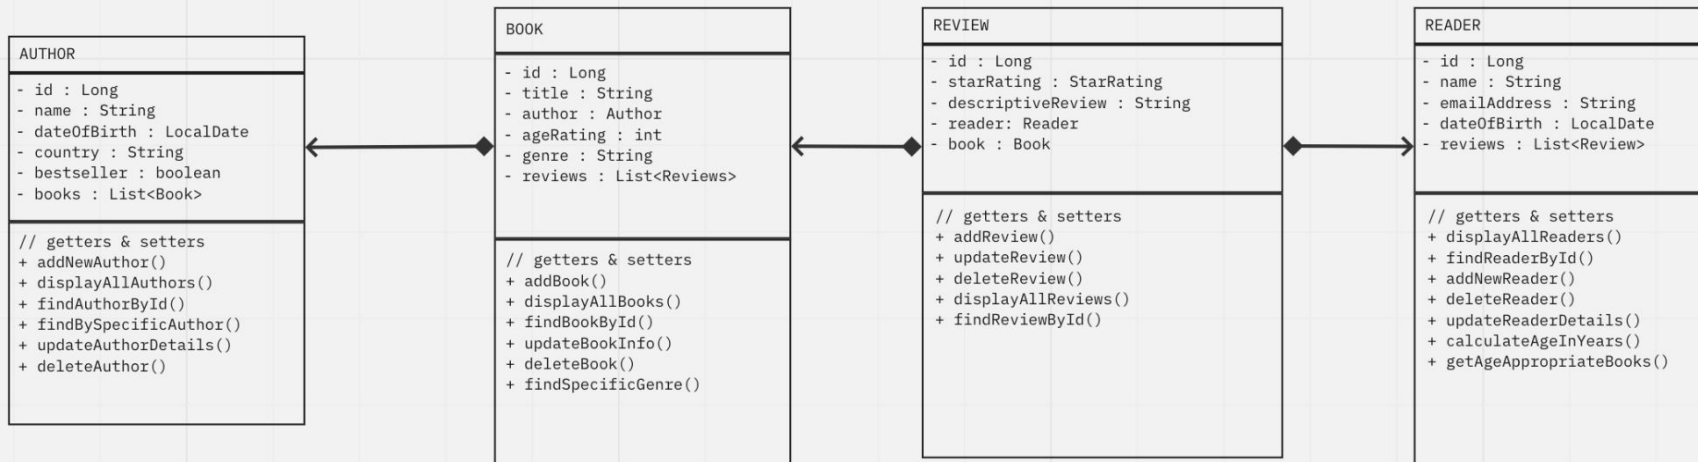 AUTHOR
- id : Long
- name : String
- dateOfBirth : LocalDate
- country : String
- bestseller : boolean
- books : List<Book>
// getters & setters
+ addNewAuthor()
+ displayAllAuthors()
+ findAuthorById()
+ findBySpecificAuthor()
+ updateAuthorDetails()
+ deleteAuthor()
BOOK
- id : Long
- title : String
- author : Author
- ageRating : int
- genre : String
- reviews : List<Reviews>
// getters & setters
+ addBook()
+ displayAllBooks()
+ findBookById()
+ updateBookInfo()
+ deleteBook()
+ findSpecificGenre()
REVIEW
- id : Long
- starRating : StarRating
- descriptiveReview : String
- reader: Reader
- book : Book
// getters & setters
+ addReview()
+ updateReview()
+ deleteReview()
+ displayAllReviews()
+ findReviewById()
READER
- id : Long
- name : String
- emailAddress : String
- dateOfBirth : LocalDate
- reviews : List<Review>
// getters & setters
+ displayAllReaders()
+ findReaderById()
+ addNewReader()
+ deleteReader()
+ updateReaderDetails()
+ calculateAgeInYears()
+ getAgeAppropriateBooks()